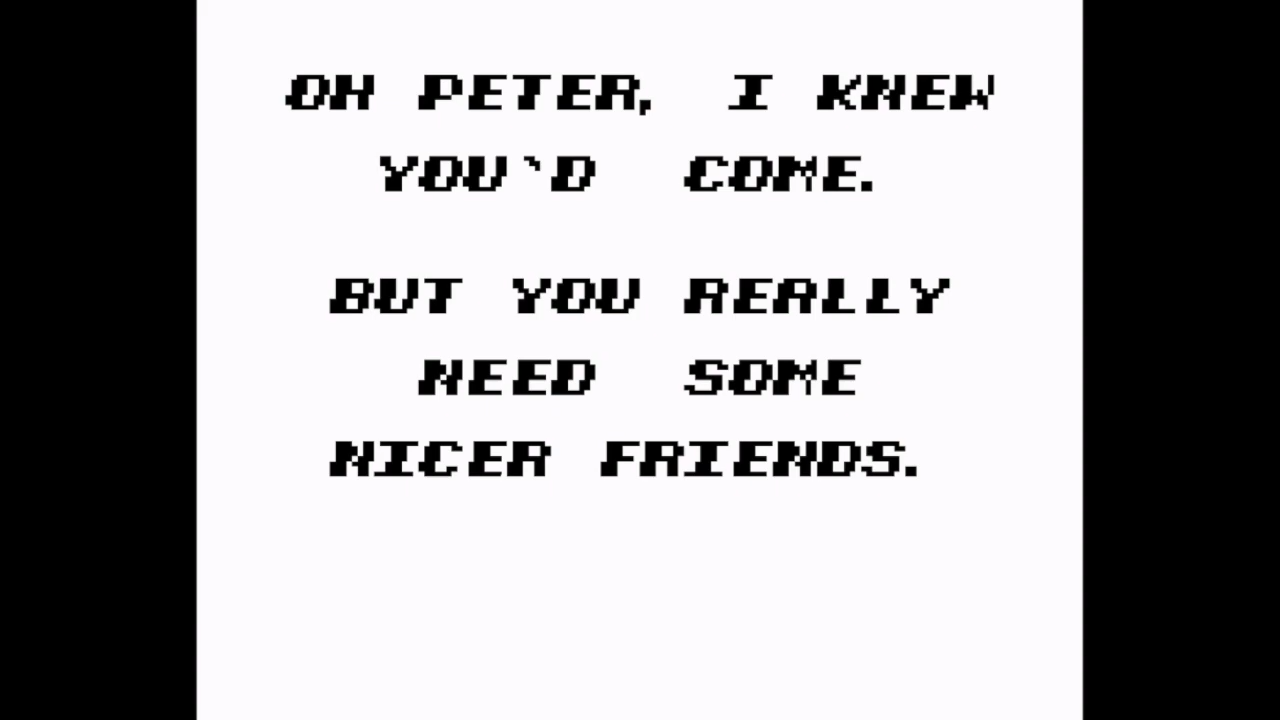 OH PETER, I KNEW
YOU`D COME.
BUT YOU REALLY
NEED SOME
NICER FRIENDS.